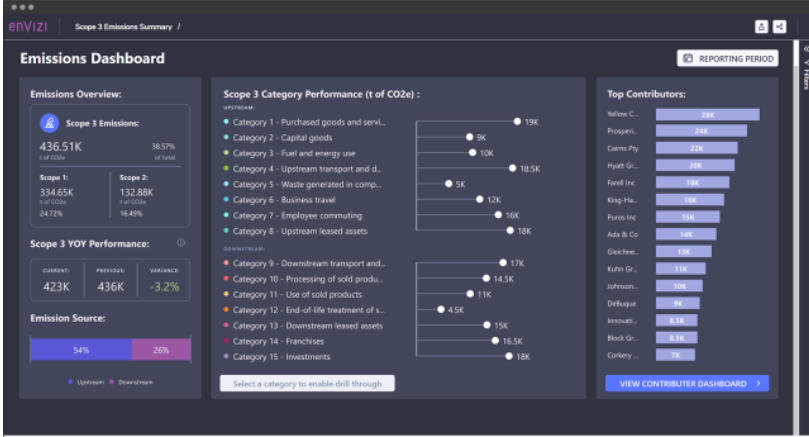 enVIZI
Scope 3 Emissions Summary /
Emissions Dashboard
REPORTING PERIOD
Filters
Emissions Overview:
Scope 3 Emissions:
436.51K
38.57%
t of CO2e
of total
Scope 1:
Scope 2:
334.65K
132.88K
t of CO2e
t of CO2e
24.72%
16.49%
Scope 3 YOY Performance:
CURRENT:
PREVIOUS:
VARIANCE:
423K
436K
-3.2%
Emission Source:
54%
26%
Upstream
Downstream
Scope 3 Category Performance (t of CO2e) :
UPSTREAM:
Category 1 - Purchased goods and servi...
19K
Category 2 - Capital goods
9K
Category 3 - Fuel and energy use
10K
Category 4 - Upstream transport and d...
18.5K
Category 5 - Waste generated in comp...
5K
Category 6 - Business travel
12K
Category 7 - Employee commuting
16K
Category 8 - Upstream leased assets
18K
DOWNSTREAM:
Category 9 - Downstream transport and...
17K
Category 10 - Processing of sold produ...
14.5K
Category 11 - Use of sold products
11K
Category 12 - End-of-life treatment of s...
4.5K
Category 13 - Downstream leased assets
15K
Category 14 - Franchises
16.5K
Category 15 - Investments
18K
Select a category to enable drill through
Top Contributors:
Yellow C...
28K
Prosperi...
24K
Cairns Pty
22K
Hyatt Gr...
20K
Farell Inc
18K
King-Ha...
16K
Puros Inc
15K
Ada & Co
14K
Gleichne...
13K
Kuhn Gr...
11K
Johnson...
10K
DeBuque
9K
Innovati...
8.5K
Block Gr...
8.5K
Corkery ...
7K
VIEW CONTRIBUTER DASHBOARD >